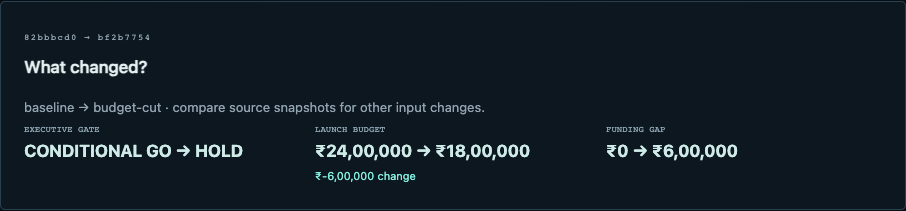 82bbbcd0 → bf2b7754
What changed?
baseline → budget-cut · compare source snapshots for other input changes.
EXECUTIVE GATE
CONDITIONAL GO → HOLD
LAUNCH BUDGET
₹24,00,000 → ₹18,00,000
₹-6,00,000 change
FUNDING GAP
₹0 → ₹6,00,000